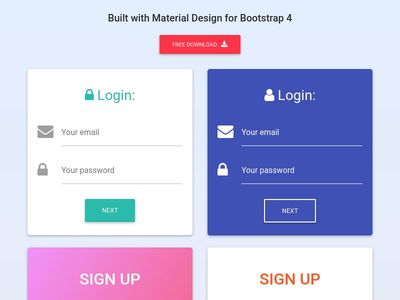 Built with Material Design for Bootstrap 4
FREE DOWNLOAD
Login:
Your email
Your password
NEXT
Login:
Your email
Your password
NEXT
SIGN UP
SIGN UP